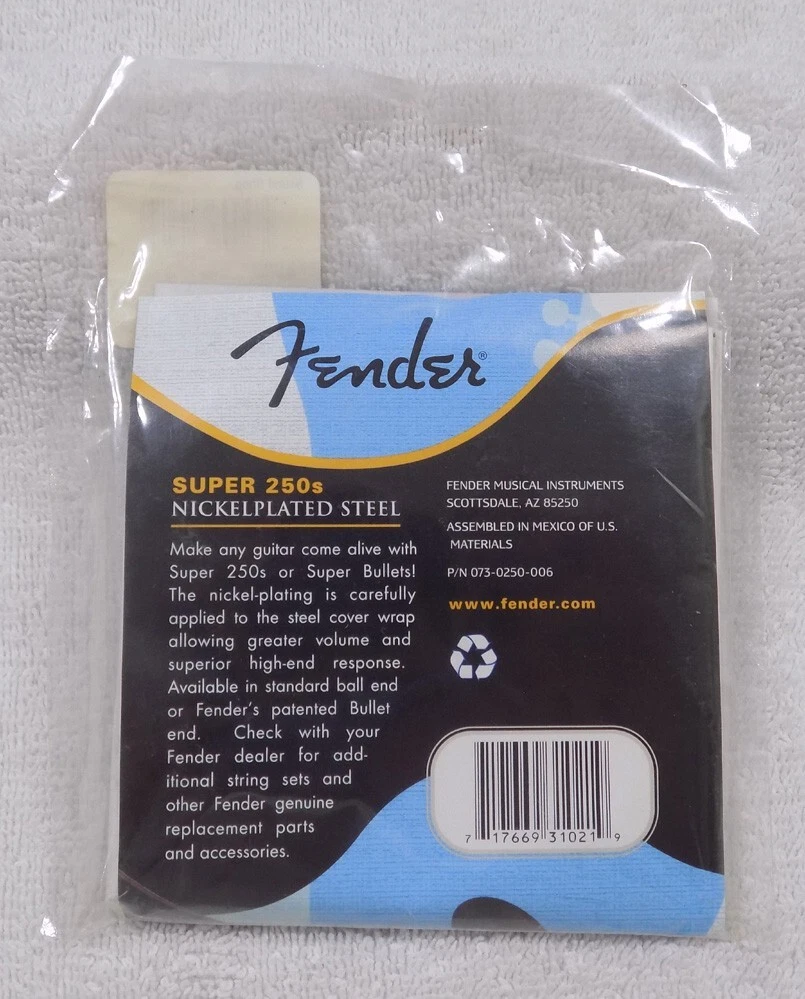 Fender®
SUPER 250s
NICKELPLATED STEEL
Make any guitar come alive with
Super 250s or Super Bullets!
The nickel-plating is carefully
applied to the steel cover wrap
allowing greater volume and
superior high-end response.
Available in standard ball end
or Fender's patented Bullet
end. Check with your
Fender dealer for add-
itional string sets and
other Fender genuine
replacement parts
and accessories.
FENDER MUSICAL INSTRUMENTS
SCOTTSDALE, AZ 85250
ASSEMBLED IN MEXICO OF U.S.
MATERIALS
P/N 073-0250-006
www.fender.com
7 17669 31021 9